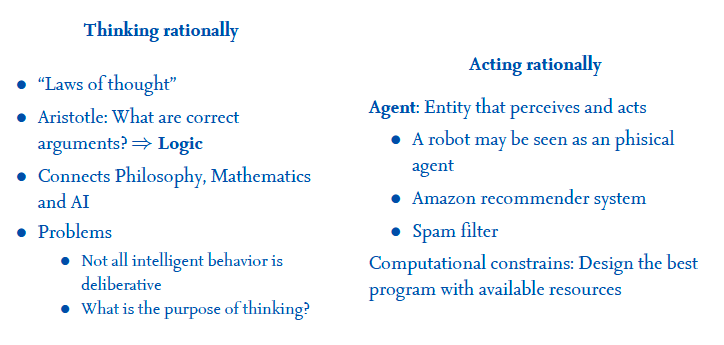 Thinking rationally
● “Laws of thought”
● Aristotle: What are correct
arguments? ⇒ Logic
● Connects Philosophy, Mathematics
and AI
● Problems
● Not all intelligent behavior is
deliberative
● What is the purpose of thinking?
Acting rationally
Agent: Entity that perceives and acts
● A robot may be seen as an phisical
agent
● Amazon recommender system
● Spam filter
Computational constrains: Design the best
program with available resources